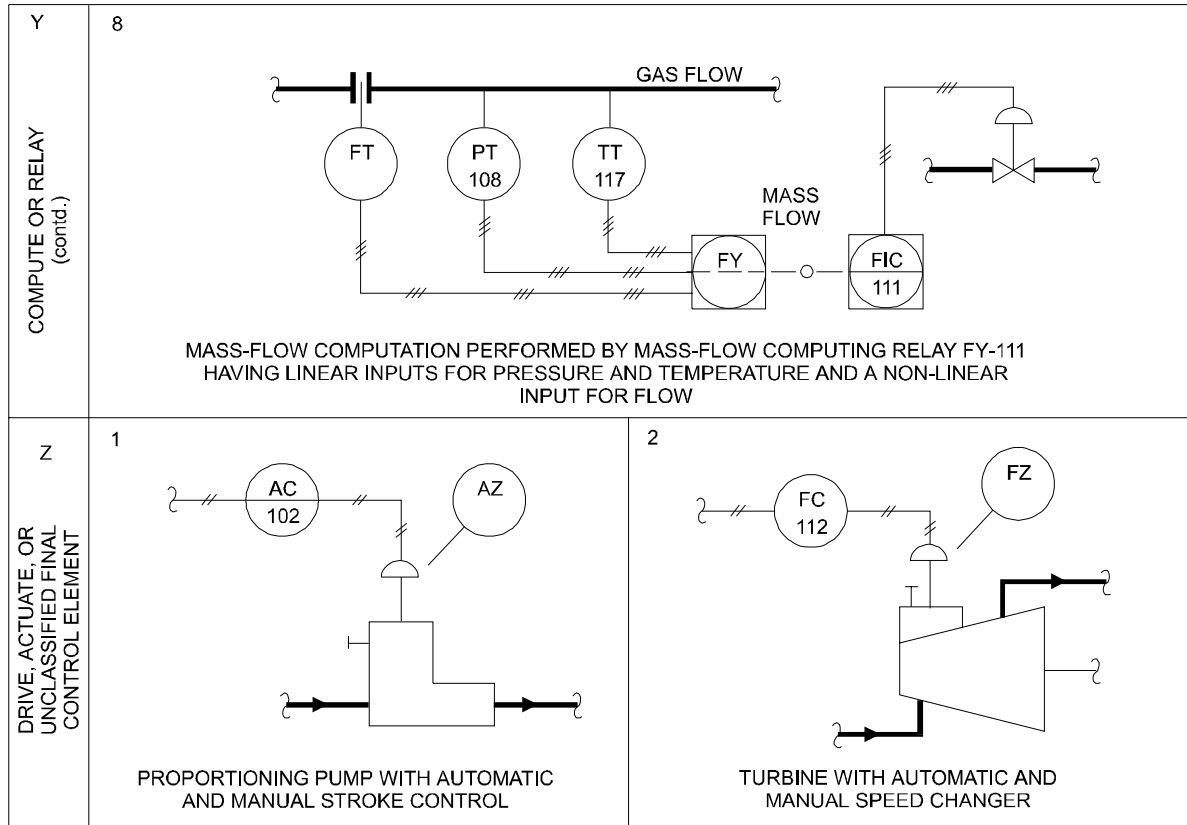 Y
COMPUTE OR RELAY
(contd.)
8
GAS FLOW
FT
PT
108
TT
117
MASS
FLOW
FY
FIC
111
MASS-FLOW COMPUTATION PERFORMED BY MASS-FLOW COMPUTING RELAY FY-111
HAVING LINEAR INPUTS FOR PRESSURE AND TEMPERATURE AND A NON-LINEAR
INPUT FOR FLOW
Z
DRIVE, ACTUATE, OR
UNCLASSIFIED FINAL
CONTROL ELEMENT
1
AC
102
AZ
PROPORTIONING PUMP WITH AUTOMATIC
AND MANUAL STROKE CONTROL
2
FC
112
FZ
TURBINE WITH AUTOMATIC AND
MANUAL SPEED CHANGER